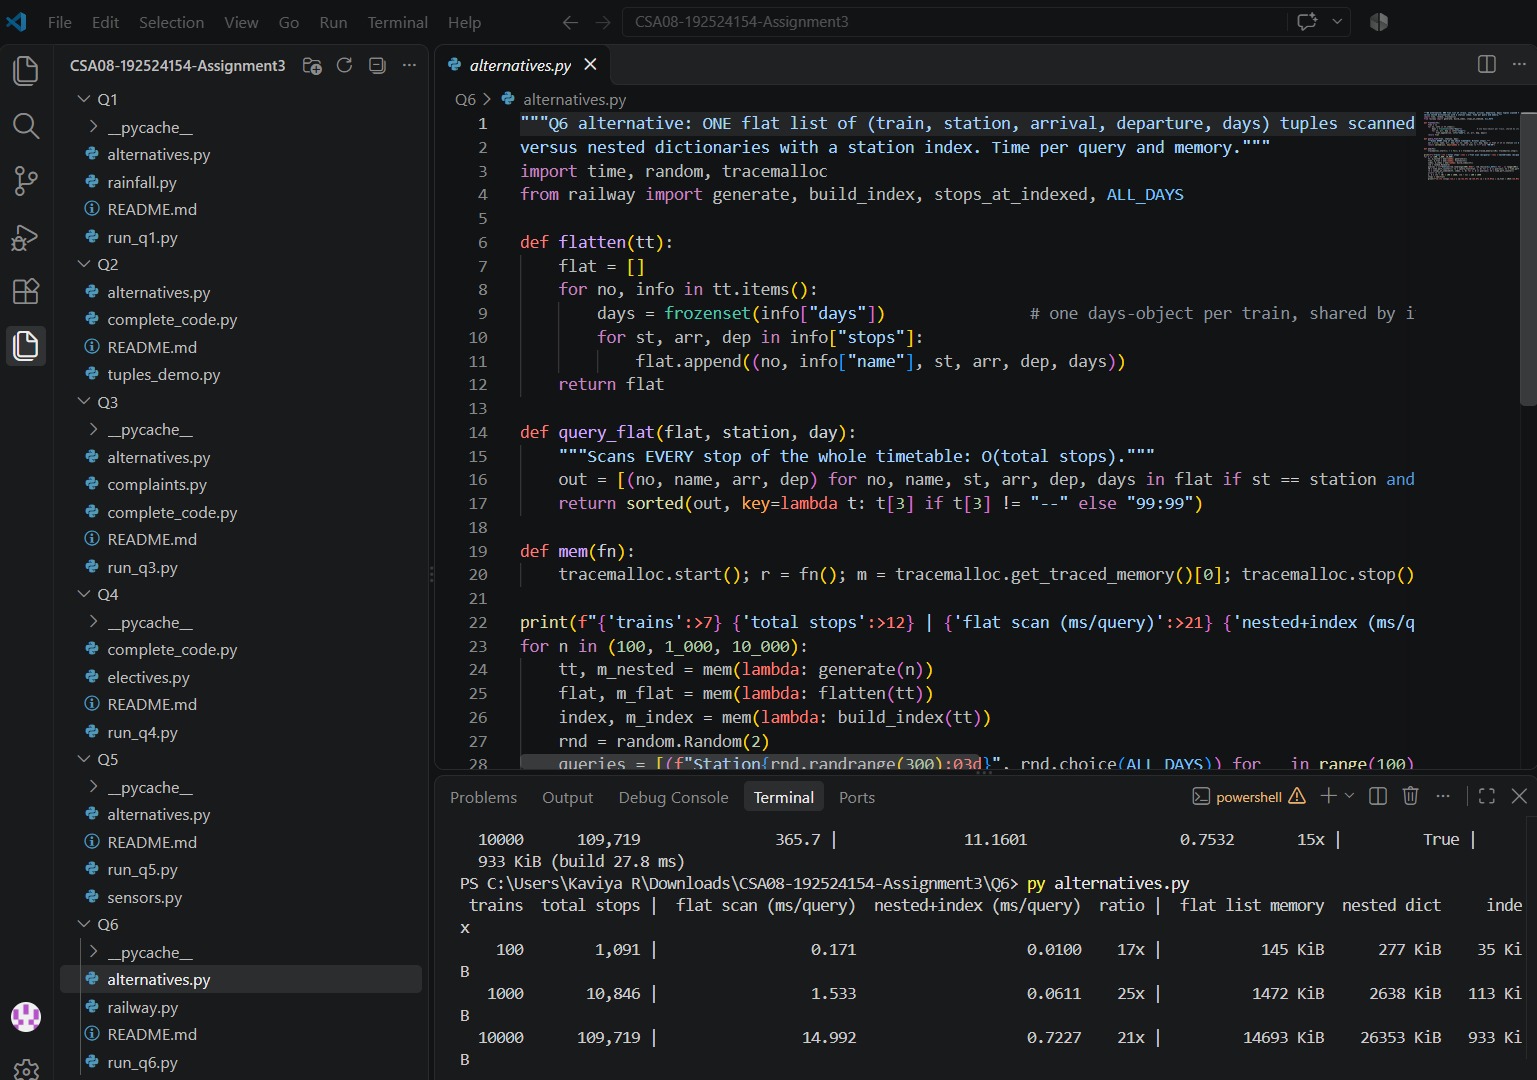 File Edit Selection View Go Run Terminal Help
CSA08-192524154-Assignment3
CSA08-192524154-Assignment3
Q1
__pycache__
alternatives.py
rainfall.py
README.md
run_q1.py
Q2
alternatives.py
complete_code.py
README.md
tuples_demo.py
Q3
__pycache__
alternatives.py
complaints.py
complete_code.py
README.md
run_q3.py
Q4
__pycache__
complete_code.py
electives.py
README.md
run_q4.py
Q5
__pycache__
alternatives.py
README.md
run_q5.py
sensors.py
Q6
__pycache__
alternatives.py
railway.py
README.md
run_q6.py
alternatives.py
Q6 > alternatives.py
1 """Q6 alternative: ONE flat list of (train, station, arrival, departure, days) tuples scanned
2 versus nested dictionaries with a station index. Time per query and memory."""
3 import time, random, tracemalloc
4 from railway import generate, build_index, stops_at_indexed, ALL_DAYS
5
6 def flatten(tt):
7 flat = []
8 for no, info in tt.items():
9 days = frozenset(info["days"]) # one days-object per train, shared by i
10 for st, arr, dep in info["stops"]:
11 flat.append((no, info["name"], st, arr, dep, days))
12 return flat
13
14 def query_flat(flat, station, day):
15 """Scans EVERY stop of the whole timetable: O(total stops)."""
16 out = [(no, name, arr, dep) for no, name, st, arr, dep, days in flat if st == station and
17 return sorted(out, key=lambda t: t[3] if t[3] != "--" else "99:99")
18
19 def mem(fn):
20 tracemalloc.start(); r = fn(); m = tracemalloc.get_traced_memory()[0]; tracemalloc.stop()
21
22 print(f"{'trains':>7} {'total stops':>12} | {'flat scan (ms/query)':>21} {'nested+index (ms/q
23 for n in (100, 1_000, 10_000):
24 tt, m_nested = mem(lambda: generate(n))
25 flat, m_flat = mem(lambda: flatten(tt))
26 index, m_index = mem(lambda: build_index(tt))
27 rnd = random.Random(2)
28 queries = [(f"Station{rnd.randrange(300):03d}", rnd.choice(ALL_DAYS)) for _ in range(100)
Problems Output Debug Console Terminal Ports
powershell
10000 109,719 365.7 | 11.1601 0.7532 15x | True |
933 KiB (build 27.8 ms)
PS C:\Users\Kaviya R\Downloads\CSA08-192524154-Assignment3\Q6> py alternatives.py
trains total stops | flat scan (ms/query) nested+index (ms/query) ratio | flat list memory nested dict inde
x
100 1,091 | 0.171 0.0100 17x | 145 KiB 277 KiB 35 Ki
B
1000 10,846 | 1.533 0.0611 25x | 1472 KiB 2638 KiB 113 Ki
B
10000 109,719 | 14.992 0.7227 21x | 14693 KiB 26353 KiB 933 Ki
B